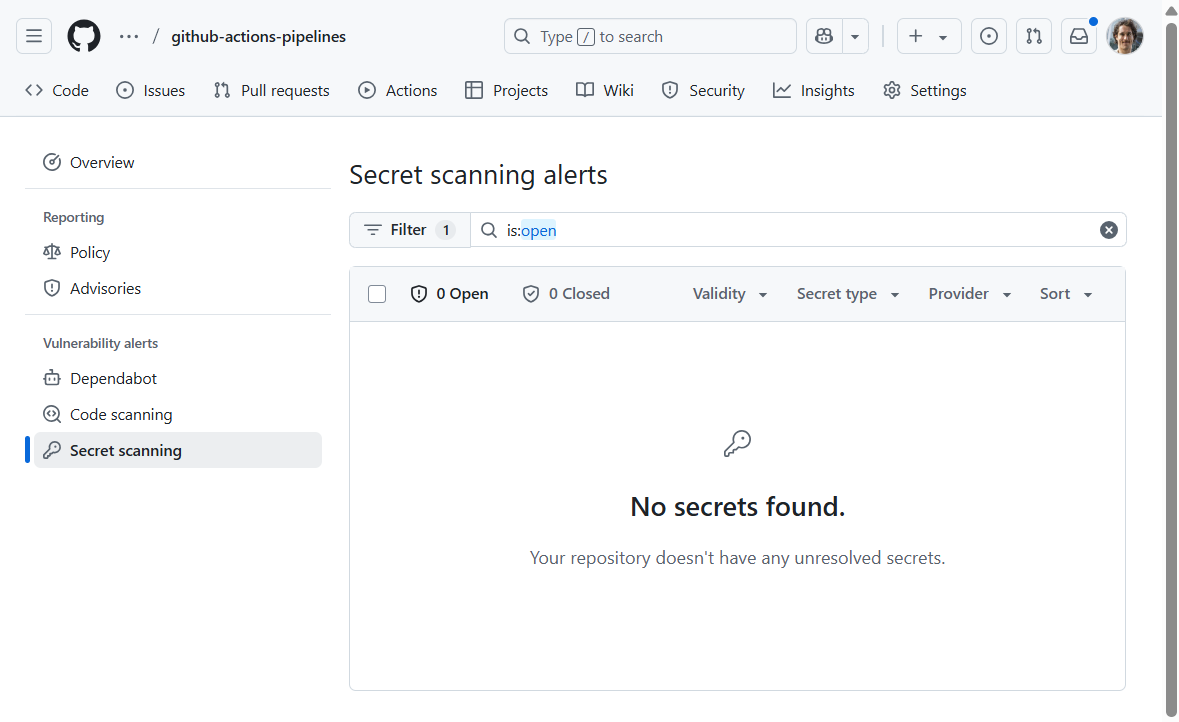 ··· / github-actions-pipelines Type / to search
Code Issues Pull requests Actions Projects Wiki Security Insights Settings
Overview
Reporting
Policy
Advisories
Vulnerability alerts
Dependabot
Code scanning
Secret scanning
Secret scanning alerts
Filter 1 is:open
0 Open 0 Closed Validity Secret type Provider Sort
No secrets found.
Your repository doesn't have any unresolved secrets.